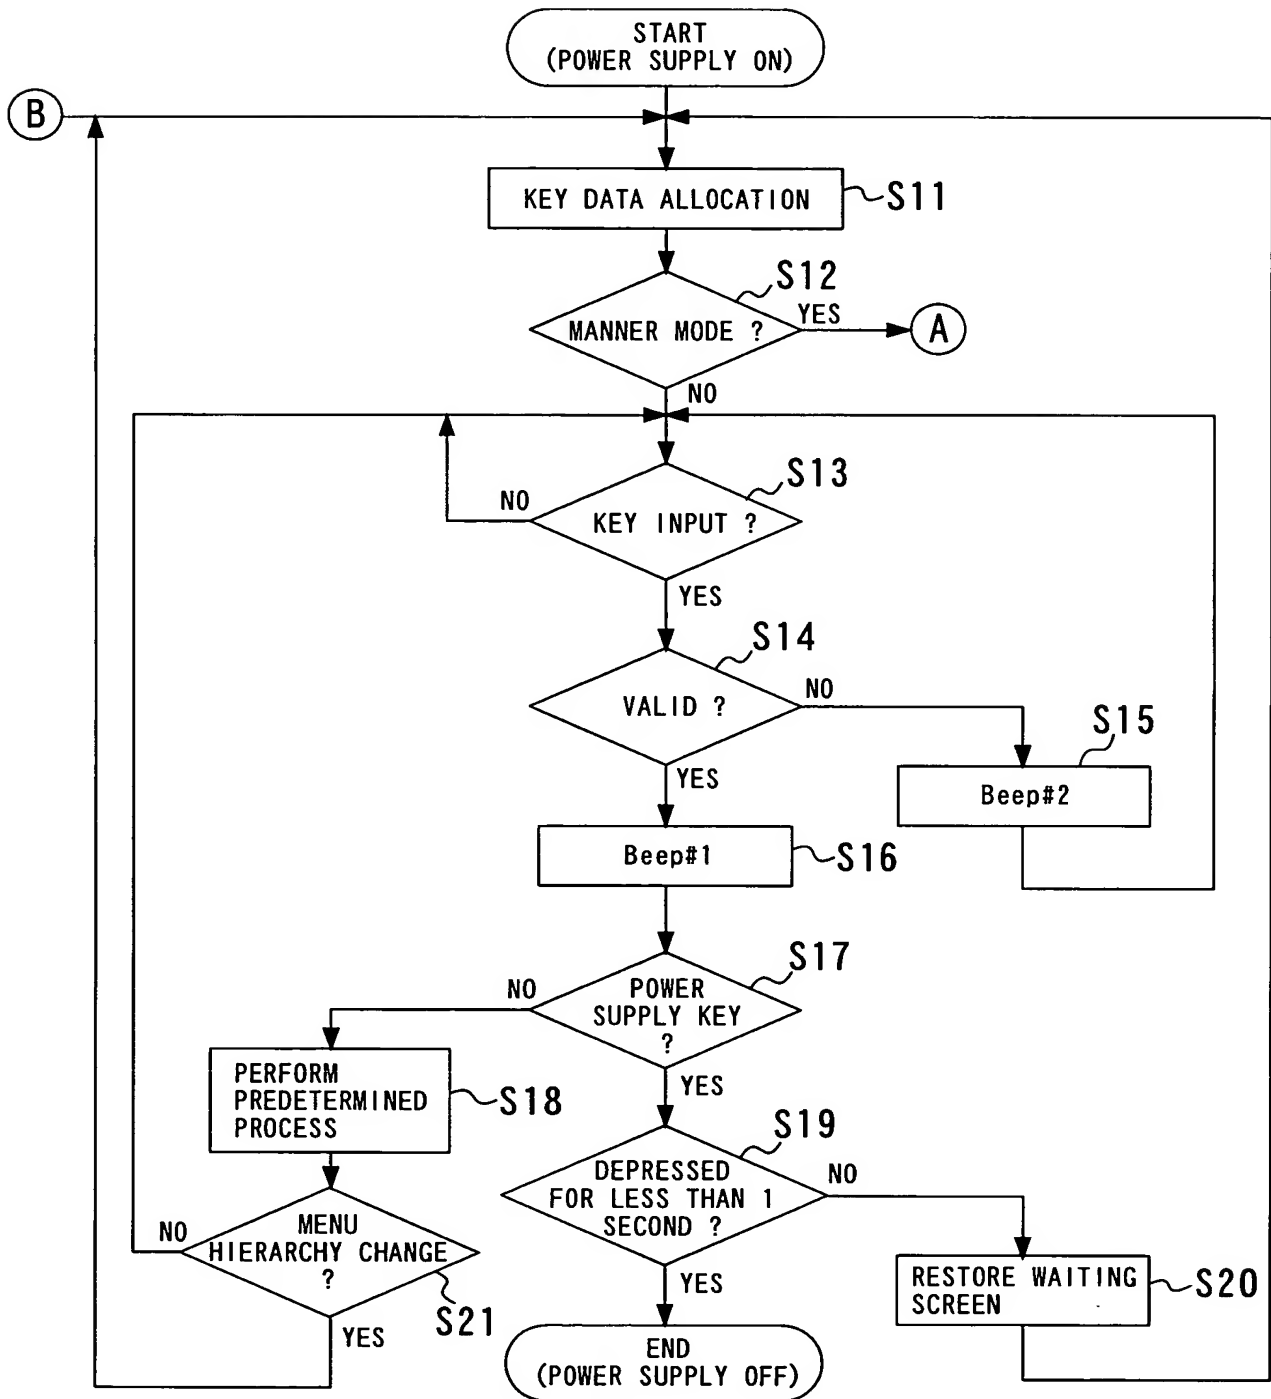 START
(POWER SUPPLY ON)
B
KEY DATA ALLOCATION
S11
S12
MANNER MODE ?
YES
A
NO
S13
NO
KEY INPUT ?
YES
S14
VALID ?
NO
S15
YES
Beep#2
Beep#1
S16
S17
NO
POWER
SUPPLY KEY
?
PERFORM
PREDETERMINED
PROCESS
S18
YES
S19
DEPRESSED
FOR LESS THAN 1
SECOND ?
NO
NO
MENU
HIERARCHY CHANGE
?
S21
YES
YES
RESTORE WAITING
SCREEN
S20
END
(POWER SUPPLY OFF)